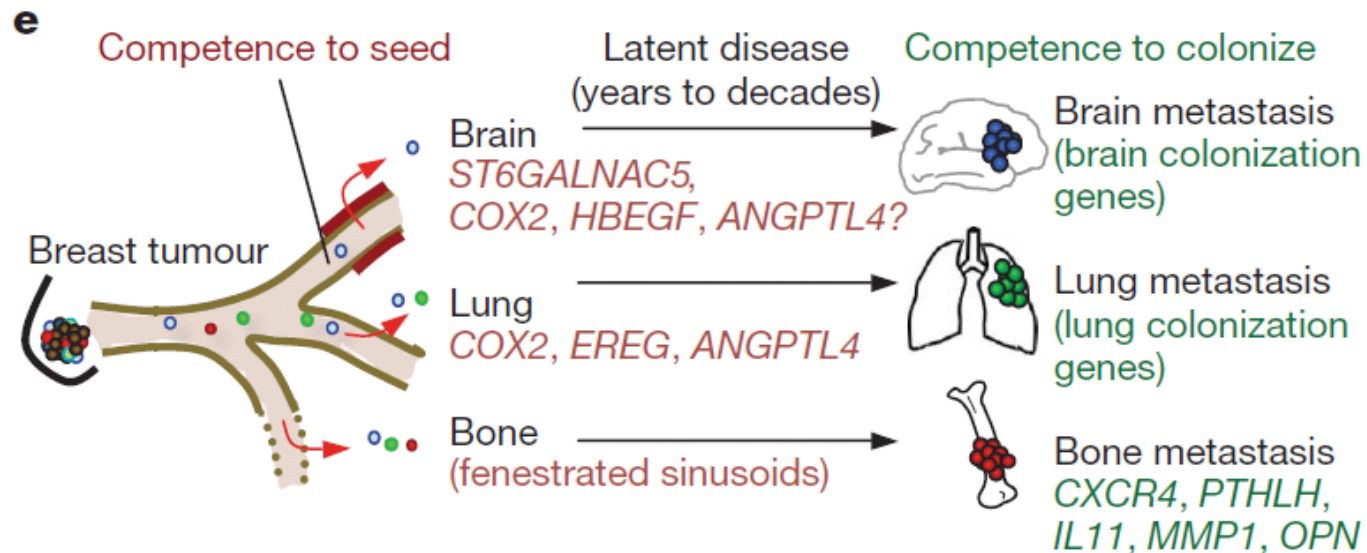 e
Competence to seed
Latent disease
(years to decades)
Competence to colonize
Breast tumour
Brain
ST6GALNAC5,
COX2, HBEGF, ANGPTL4?
Brain metastasis
(brain colonization
genes)
Lung
COX2, EREG, ANGPTL4
Lung metastasis
(lung colonization
genes)
Bone
(fenestrated sinusoids)
Bone metastasis
CXCR4, PTHLH,
IL11, MMP1, OPN